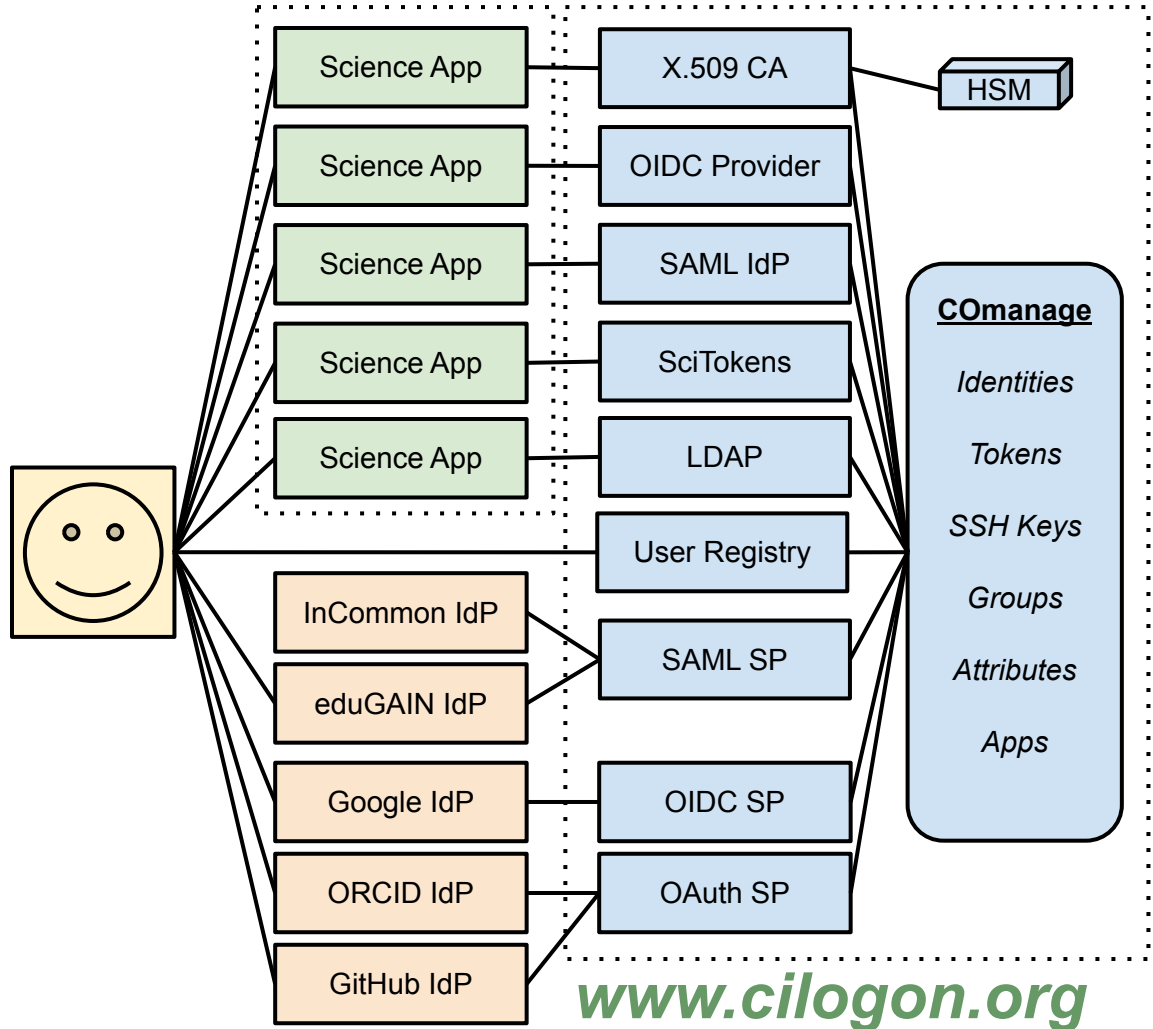 Science App
X.509 CA
HSM
Science App
OIDC Provider
Science App
SAML IdP
Science App
SciTokens
Science App
LDAP
User Registry
InCommon IdP
SAML SP
eduGAIN IdP
Google IdP
OIDC SP
ORCID IdP
OAuth SP
GitHub IdP
COmanage
Identities
Tokens
SSH Keys
Groups
Attributes
Apps
www.cilogon.org